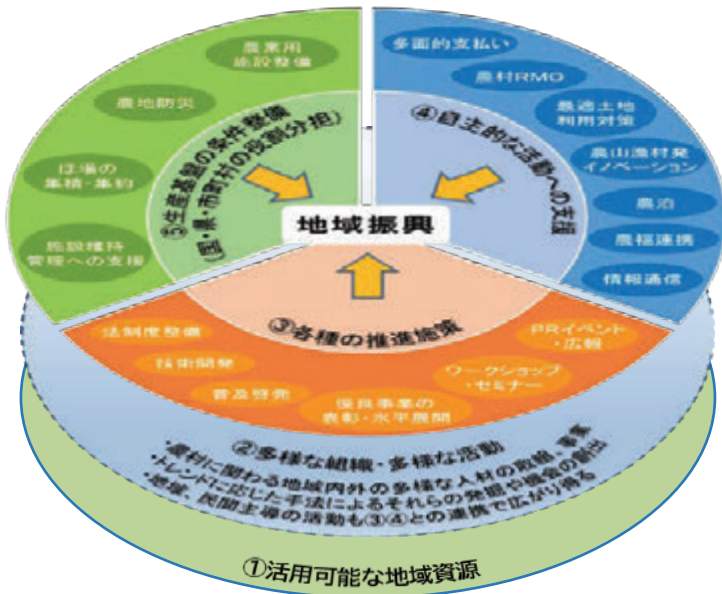 農業用
施設整備
農地防災
ほ場の
集積・集約
施設維持
管理への支援
⑤生産基盤の条件整備
(国・県・市町村の役割分担)
多面的支払い
農村RMO
最適土地
利用対策
農山漁村発
イノベーション
農泊
農福連携
情報通信
④自主的な活動への支援
地域振興
③各種の推進施策
法制度整備
技術開発
普及啓発
優良事業の
表彰・水平展開
ワークショップ
・セミナー
PRイベント
・広報
②多様な組織・多様な活動
・農村に関わる地域内外の多様な人材の取組、事業
・トレンドに応じた手法によるそれらの発掘や機会の創出
・地域、民間主導の活動も③④との連携で広がり得る
①活用可能な地域資源